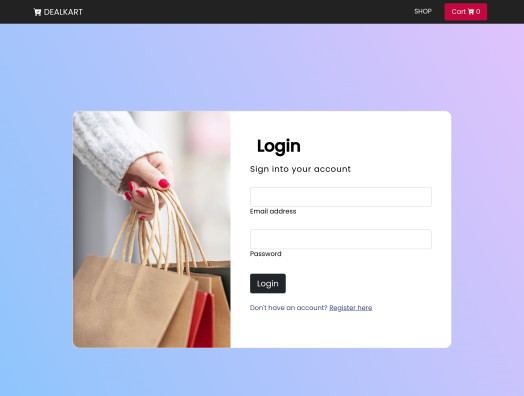 DEALKART
SHOP
Cart 0
Login
Sign into your account
Email address
Password
Login
Don't have an account? Register here